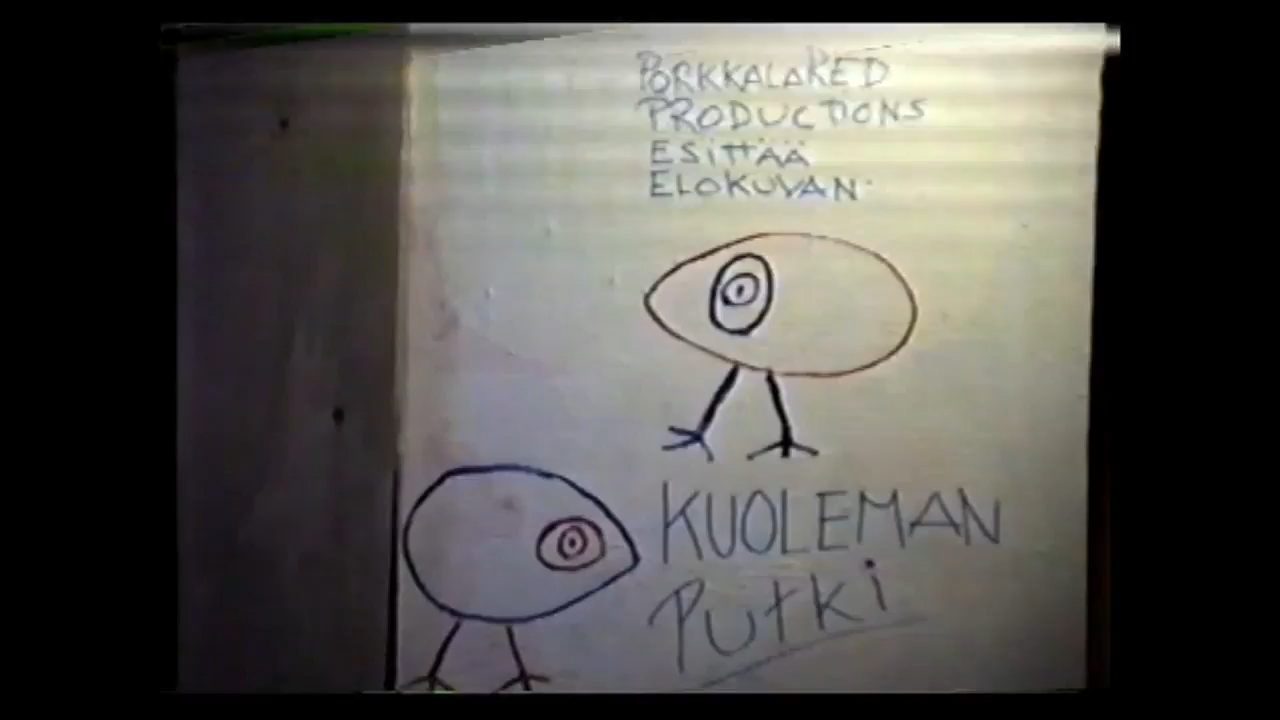 PORKKALARED
PRODUCTIONS
ESITTÄÄ
ELOKUVAN:
KUOLEMAN
Putki